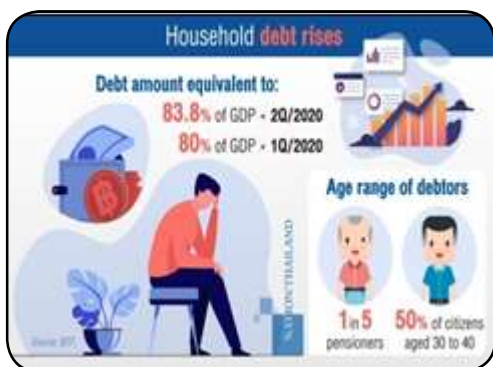 Household debt rises
Debt amount equivalent to:
83.8% of GDP - 2Q/2020
80% of GDP - 1Q/2020
Age range of debtors
1 in 5
pensioners
50% of citizens
aged 30 to 40
NATIONTHAILAND
Source: